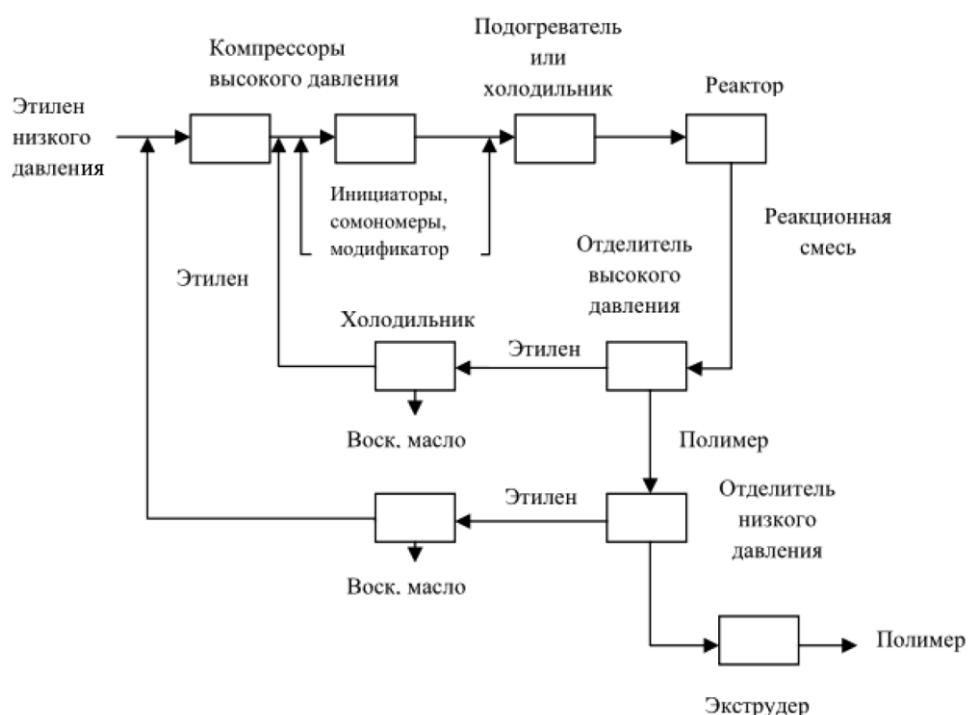 Компрессоры
высокого давления
Подогреватель
или
холодильник
Реактор
Этилен
низкого
давления
Инициаторы,
сомономеры,
модификатор
Реакционная
смесь
Этилен
Отделитель
высокого
давления
Холодильник
Этилен
Воск. масло
Полимер
Этилен
Отделитель
низкого
давления
Воск. масло
Полимер
Экструдер